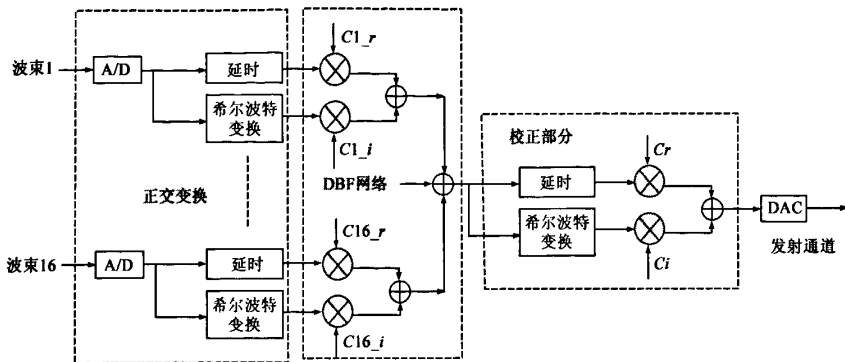 波束1
A/D
延时
希尔波特
变换
C1_r
C1_i
正交变换
DBF网络
波束16
A/D
延时
希尔波特
变换
C16_r
C16_i
校正部分
延时
希尔波特
变换
Cr
Ci
DAC
发射通道